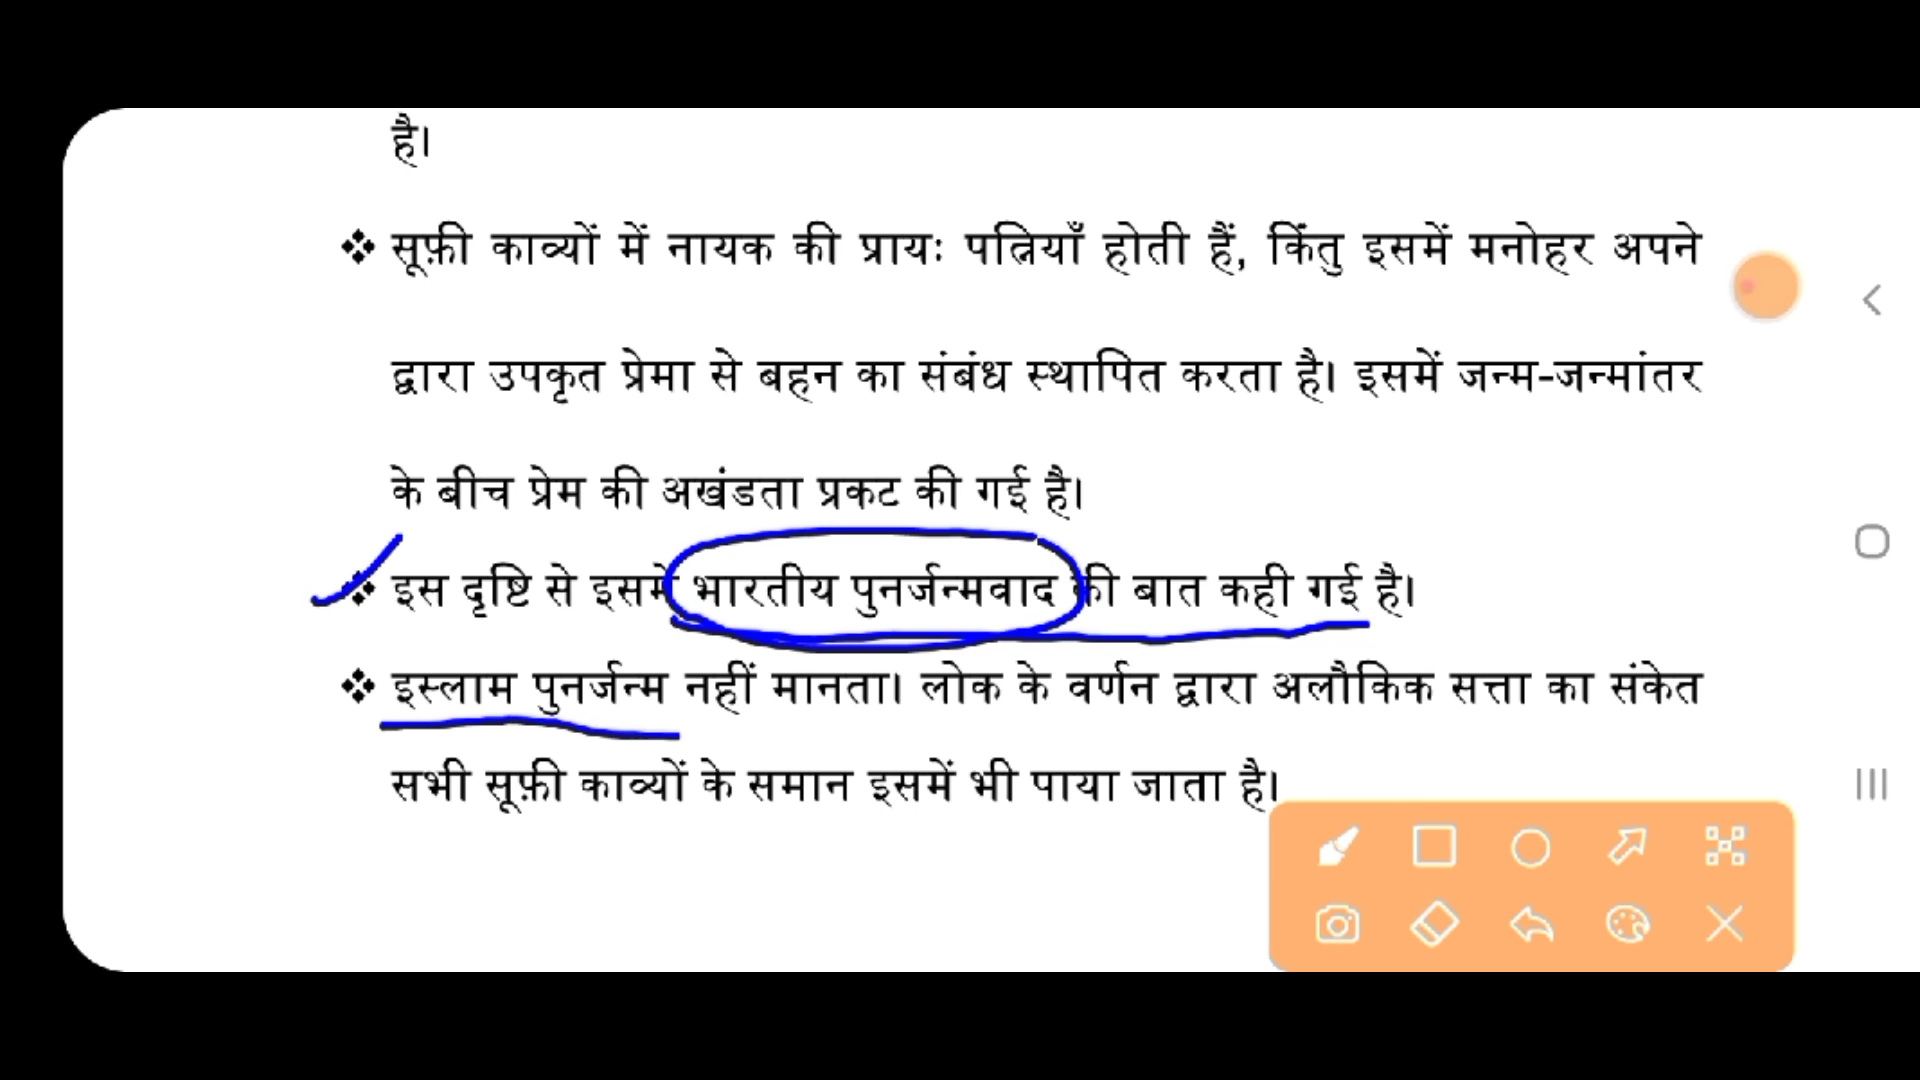 है।
❖ सूफ़ी काव्यों में नायक की प्रायः पत्नियाँ होती हैं, किंतु इसमें मनोहर अपने
द्वारा उपकृत प्रेमा से बहन का संबंध स्थापित करता है। इसमें जन्म-जन्मांतर
के बीच प्रेम की अखंडता प्रकट की गई है।
❖ इस दृष्टि से इसमें भारतीय पुनर्जन्मवाद की बात कही गई है।
❖ इस्लाम पुनर्जन्म नहीं मानता। लोक के वर्णन द्वारा अलौकिक सत्ता का संकेत
सभी सूफ़ी काव्यों के समान इसमें भी पाया जाता है।